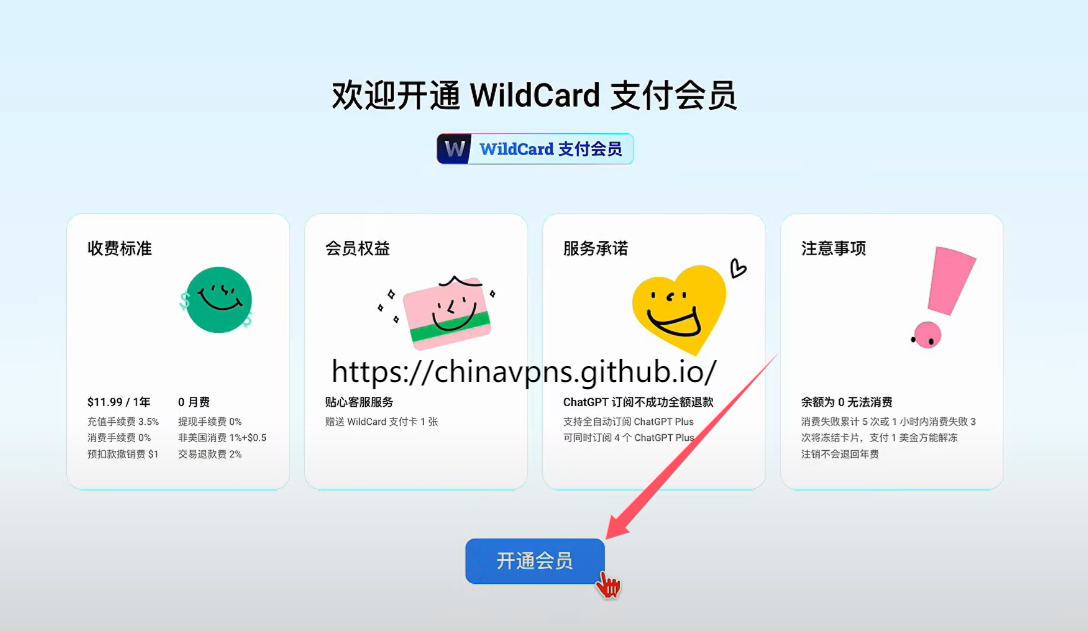 欢迎开通 WildCard 支付会员
W WildCard 支付会员
收费标准
$11.99 / 1年 0 月费
充值手续费 3.5% 提现手续费 0%
消费手续费 0% 非美国消费 1%+$0.5
预扣款撤销费 $1 交易退款费 2%
会员权益
贴心客服服务
赠送 WildCard 支付卡 1 张
服务承诺
ChatGPT 订阅不成功全额退款
支持全自动订阅 ChatGPT Plus
可同时订阅 4 个 ChatGPT Plus
注意事项
余额为 0 无法消费
消费失败累计 5 次或 1 小时内消费失败 3
次将冻结卡片，支付 1 美金方能解冻
注销不会退回年费
https://chinavpns.github.io/
开通会员